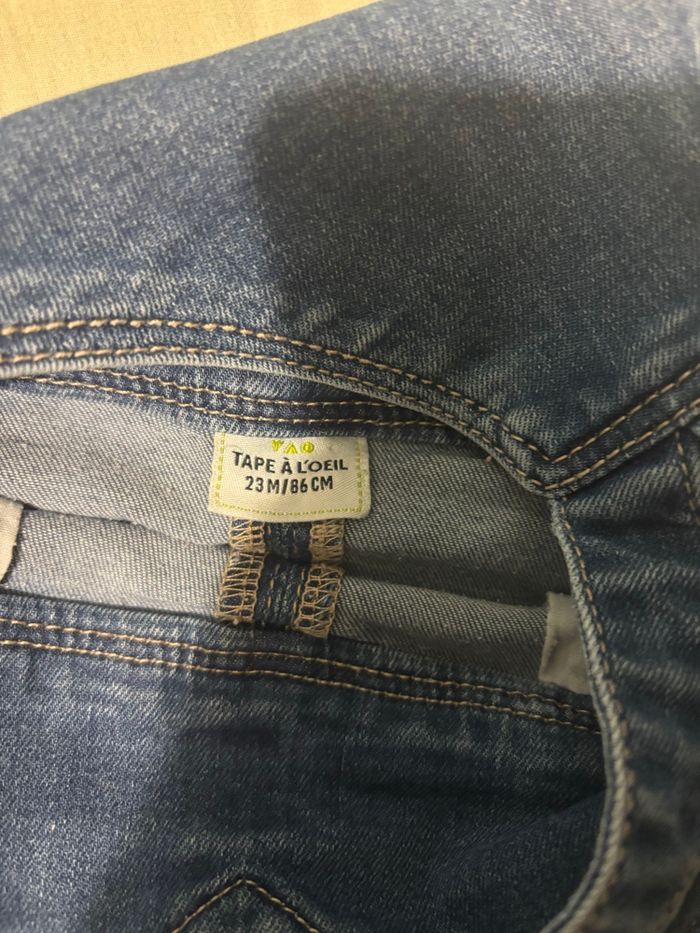 TAO
TAPE À L'OEIL
23M/86CM